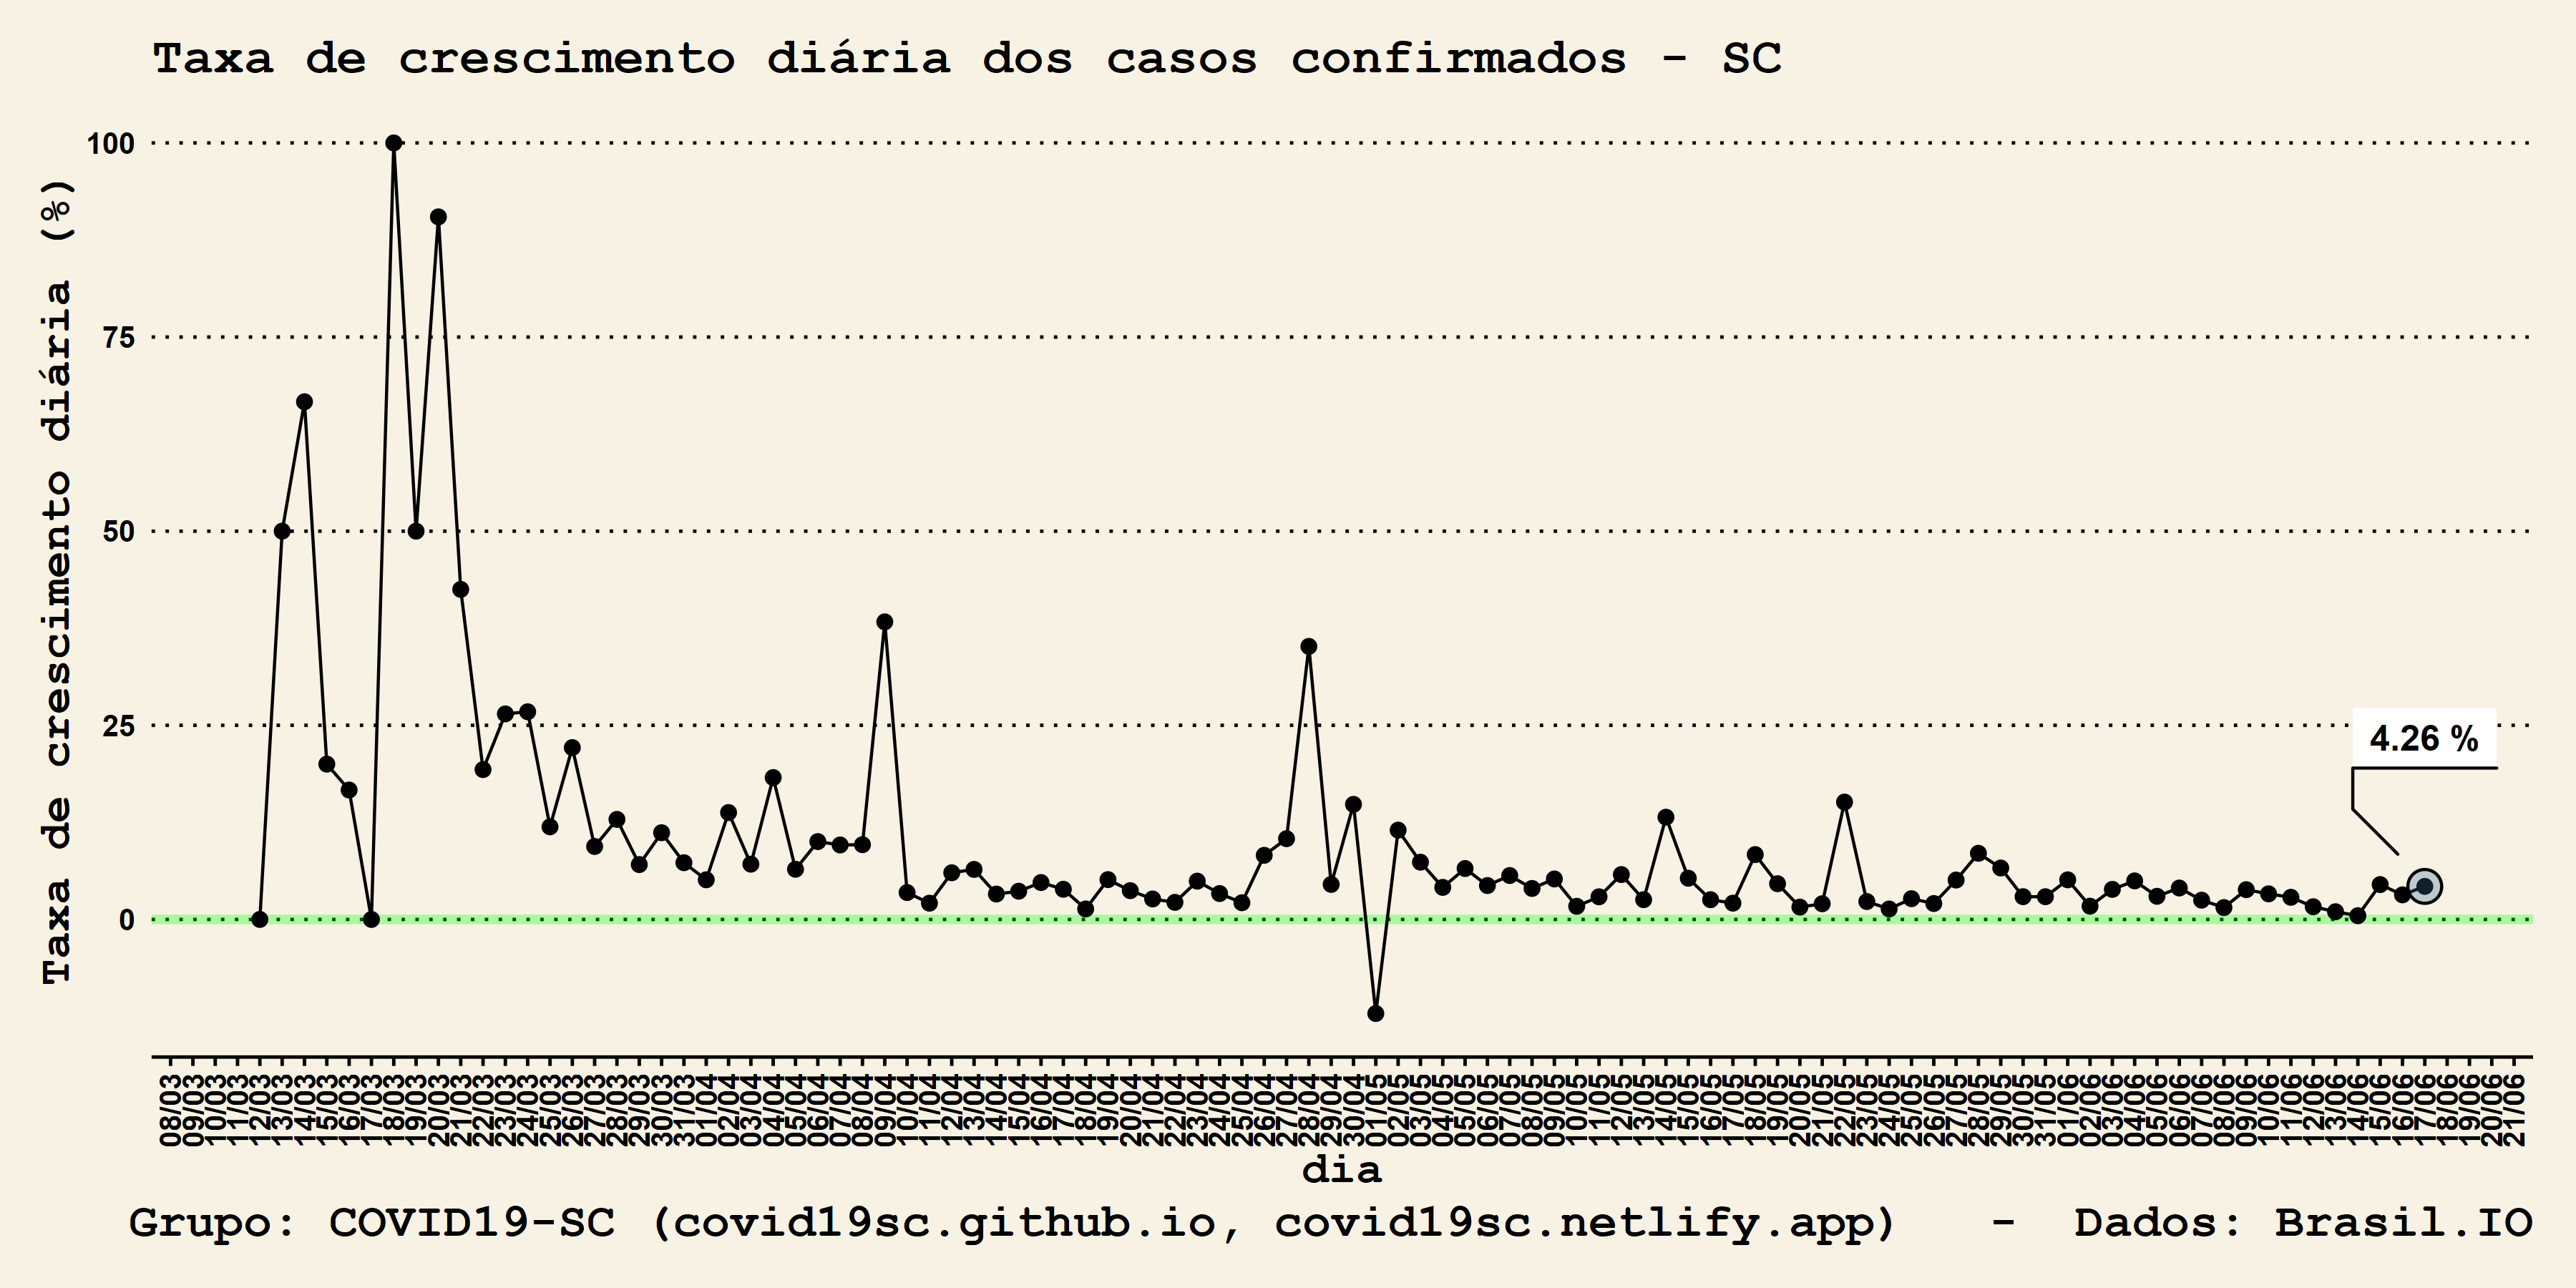 Taxa de crescimento diária dos casos confirmados - SC
Taxa de crescimento diária (%)
100
75
50
25
0
4.26 %
08/03 09/03 10/03 11/03 12/03 13/03 14/03 15/03 16/03 17/03 18/03 19/03 20/03 21/03 22/03 23/03 24/03 25/03 26/03 27/03 28/03 29/03 30/03 31/03 01/04 02/04 03/04 04/04 05/04 06/04 07/04 08/04 09/04 10/04 11/04 12/04 13/04 14/04 15/04 16/04 17/04 18/04 19/04 20/04 21/04 22/04 23/04 24/04 25/04 26/04 27/04 28/04 29/04 30/04 01/05 02/05 03/05 04/05 05/05 06/05 07/05 08/05 09/05 10/05 11/05 12/05 13/05 14/05 15/05 16/05 17/05 18/05 19/05 20/05 21/05 22/05 23/05 24/05 25/05 26/05 27/05 28/05 29/05 30/05 31/05 01/06 02/06 03/06 04/06 05/06 06/06 07/06 08/06 09/06 10/06 11/06 12/06 13/06 14/06 15/06 16/06 17/06 18/06 19/06 20/06 21/06
dia
Grupo: COVID19-SC (covid19sc.github.io, covid19sc.netlify.app) - Dados: Brasil.IO